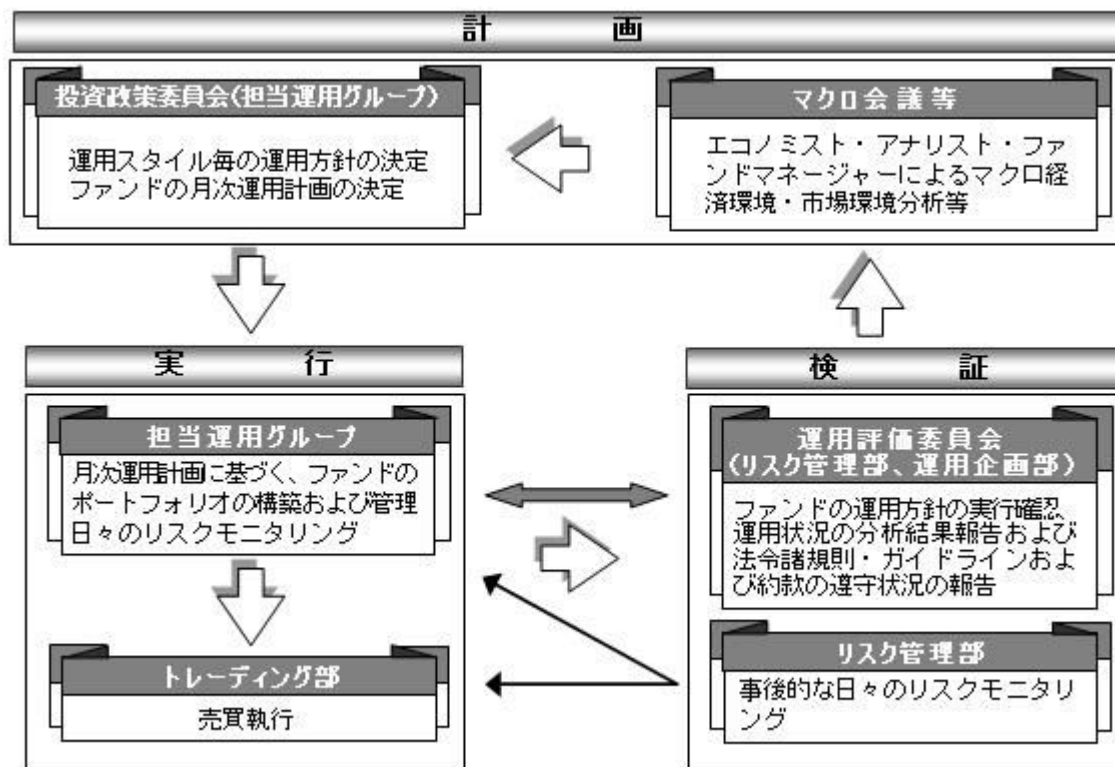 計 画
投資政策委員会(担当運用グループ)
運用スタイル毎の運用方針の決定
ファンドの月次運用計画の決定
マクロ会議等
エコノミスト・アナリスト・ファ
ンドマネージャーによるマクロ経
済環境・市場環境分析等
実 行
担当運用グループ
月次運用計画に基づく、ファンドの
ポートフォリオの構築および管理
日々のリスクモニタリング
トレーディング部
売買執行
検 証
運用評価委員会
(リスク管理部、運用企画部)
ファンドの運用方針の実行確認
運用状況の分析結果報告および
法令諸規則・ガイドラインおよ
び約款の遵守状況の報告
リスク管理部
事後的な日々のリスクモニタリ
ング